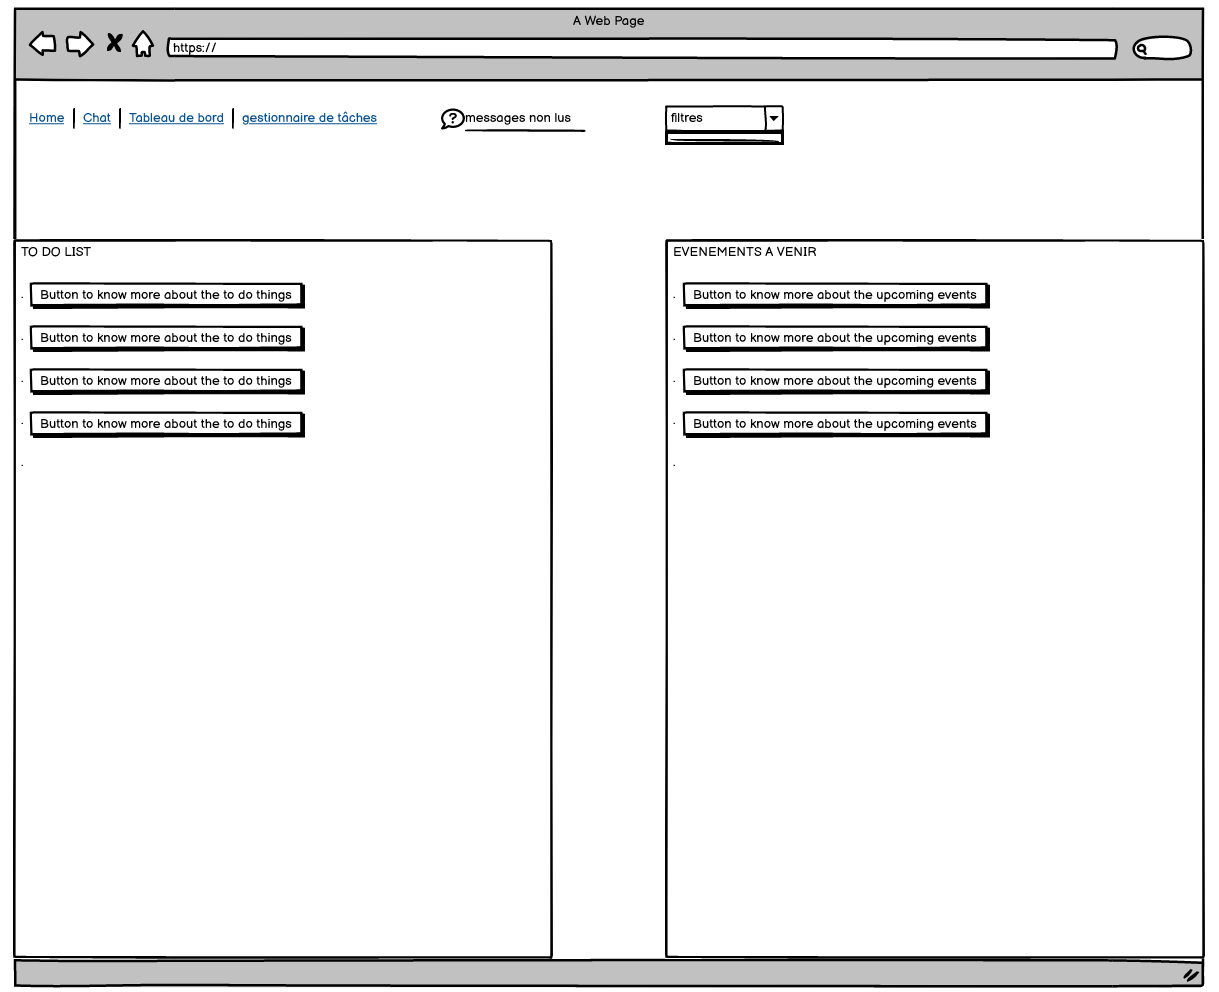 A Web Page
https://
Home Chat Tableau de bord gestionnaire de tâches
? messages non lus
filtres
TO DO LIST
. Button to know more about the to do things
. Button to know more about the to do things
. Button to know more about the to do things
. Button to know more about the to do things
.
EVENEMENTS A VENIR
. Button to know more about the upcoming events
. Button to know more about the upcoming events
. Button to know more about the upcoming events
. Button to know more about the upcoming events
.